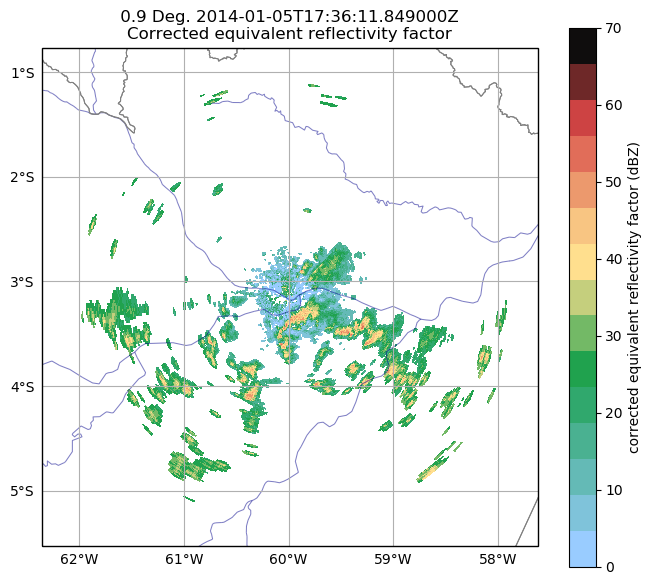 0.9 Deg. 2014-01-05T17:36:11.849000Z
Corrected equivalent reflectivity factor
1°S
2°S
3°S
4°S
5°S
62°W
61°W
60°W
59°W
58°W
70
60
50
40
30
20
10
0
corrected equivalent reflectivity factor (dBZ)